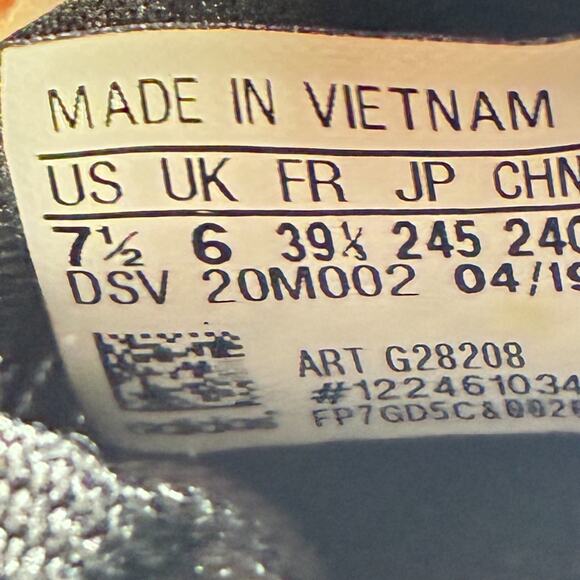 MADE IN VIETNAM
US UK FR JP CHN
7½ 6 39⅓ 245 240
DSV 20M002 04/19
ART G28208
#122461034
adidas